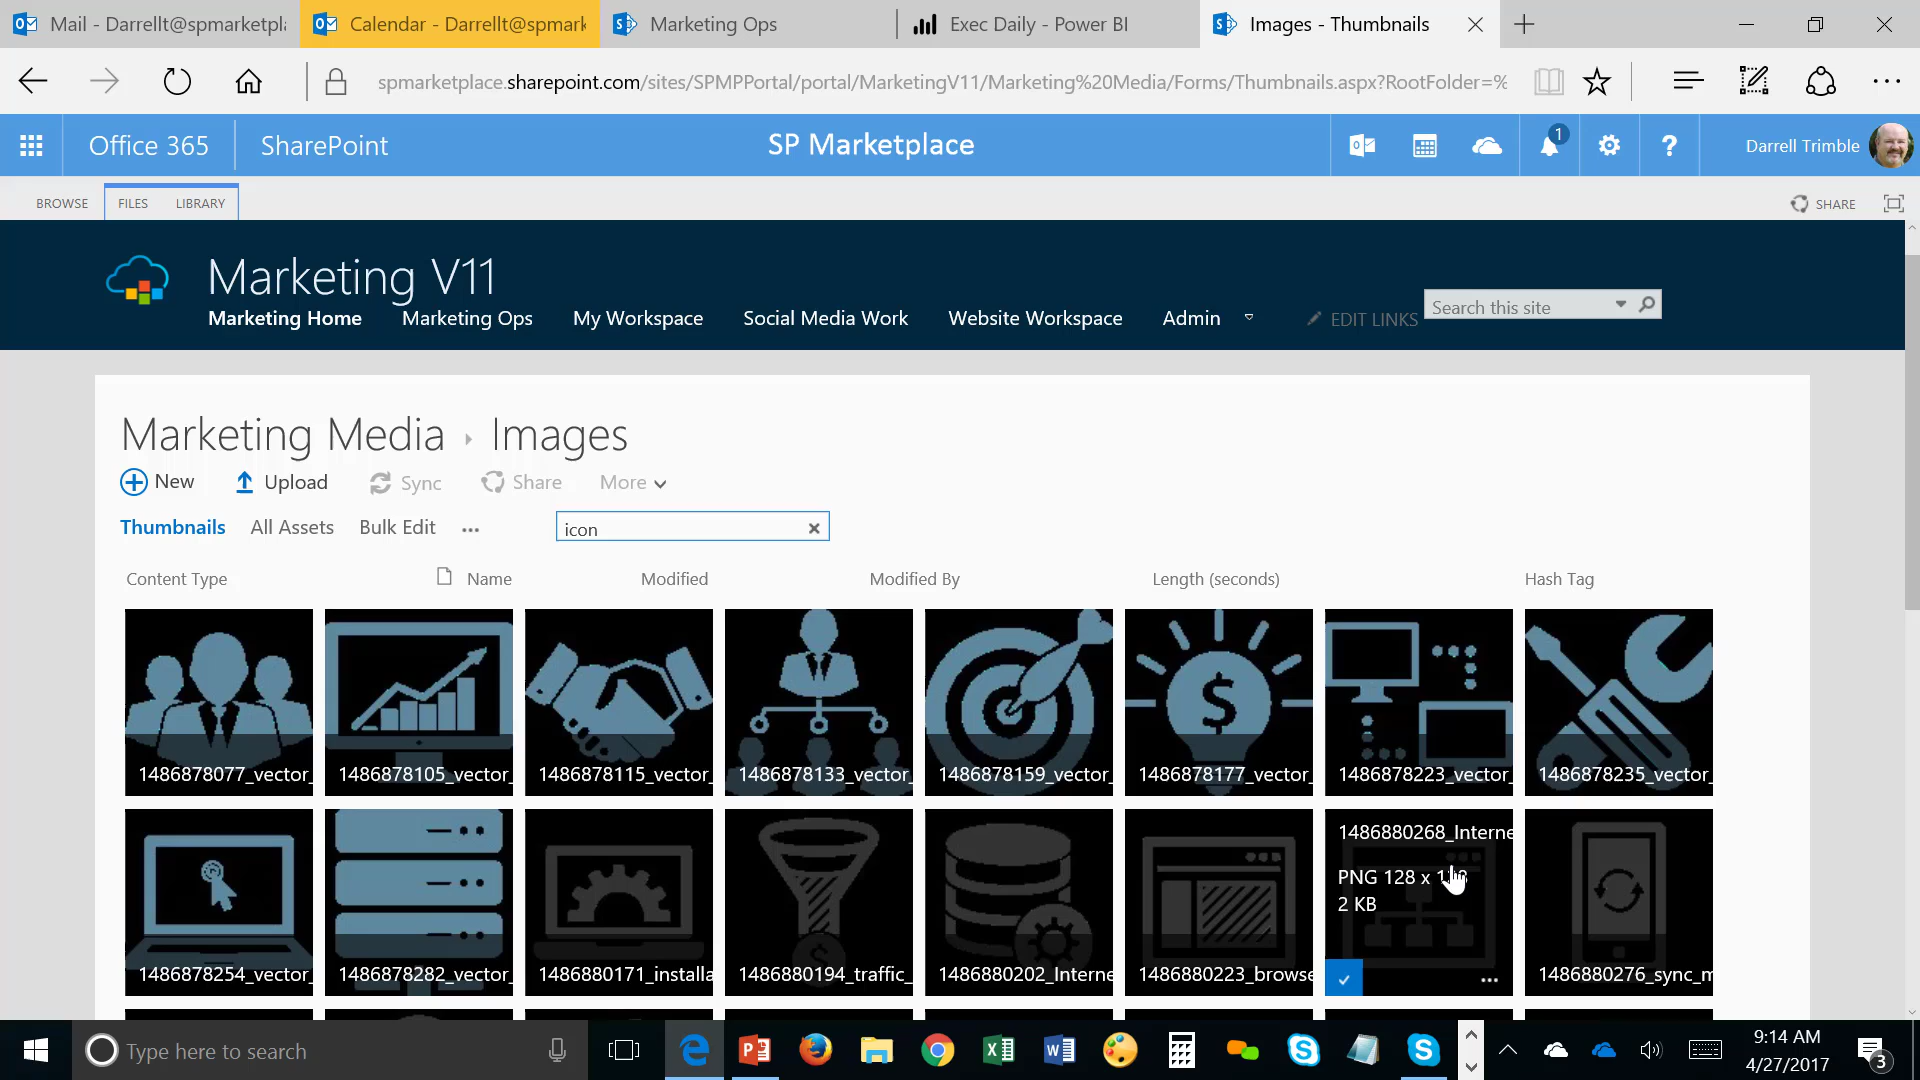 Mail - Darrellt@spmarketpla
Calendar - Darrellt@spmark
Marketing Ops
Exec Daily - Power BI
Images - Thumbnails
spmarketplace.sharepoint.com/sites/SPMPPortal/portal/MarketingV11/Marketing%20Media/Forms/Thumbnails.aspx?RootFolder=%
Office 365
SharePoint
SP Marketplace
1
Darrell Trimble
BROWSE
FILES
LIBRARY
SHARE
Marketing V11
Marketing Home
Marketing Ops
My Workspace
Social Media Work
Website Workspace
Admin
EDIT LINKS
Search this site
Marketing Media
Images
New
Upload
Sync
Share
More
Thumbnails
All Assets
Bulk Edit
...
icon
Content Type
Name
Modified
Modified By
Length (seconds)
Hash Tag
1486878077_vector_
1486878105_vector_
1486878115_vector_
1486878133_vector_
1486878159_vector_
1486878177_vector_
1486878223_vector_
1486878235_vector_
1486880268_Interne
PNG 128 x 128
2 KB
1486878254_vector_
1486878282_vector_
1486880171_installa
1486880194_traffic_
1486880202_Interne
1486880223_browse
...
1486880276_sync_m
Type here to search
9:14 AM
4/27/2017
3